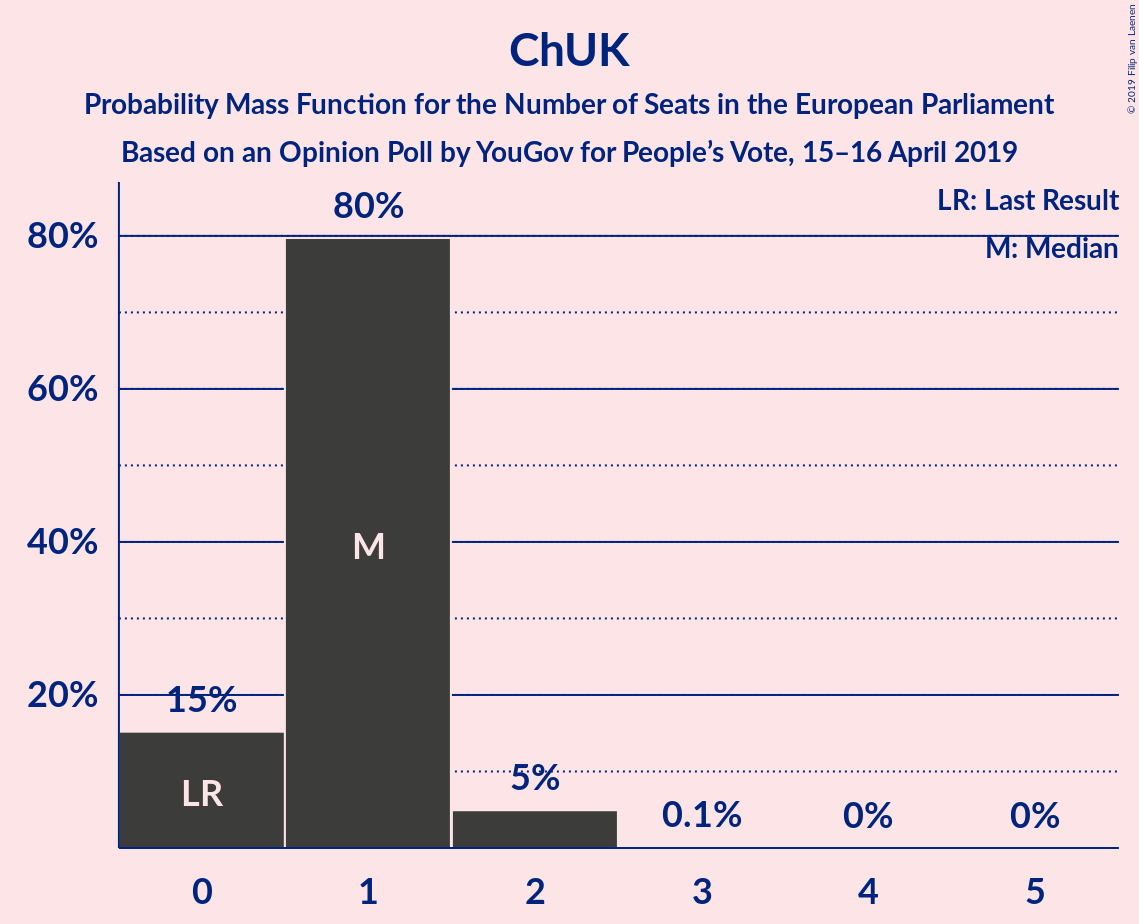 ChUK
Probability Mass Function for the Number of Seats in the European Parliament
Based on an Opinion Poll by YouGov for People’s Vote, 15–16 April 2019
© 2019 Filip van Laenen
LR: Last Result
M: Median
80%
60%
40%
20%
15%
80%
5%
0.1%
0%
0%
LR
M
0
1
2
3
4
5